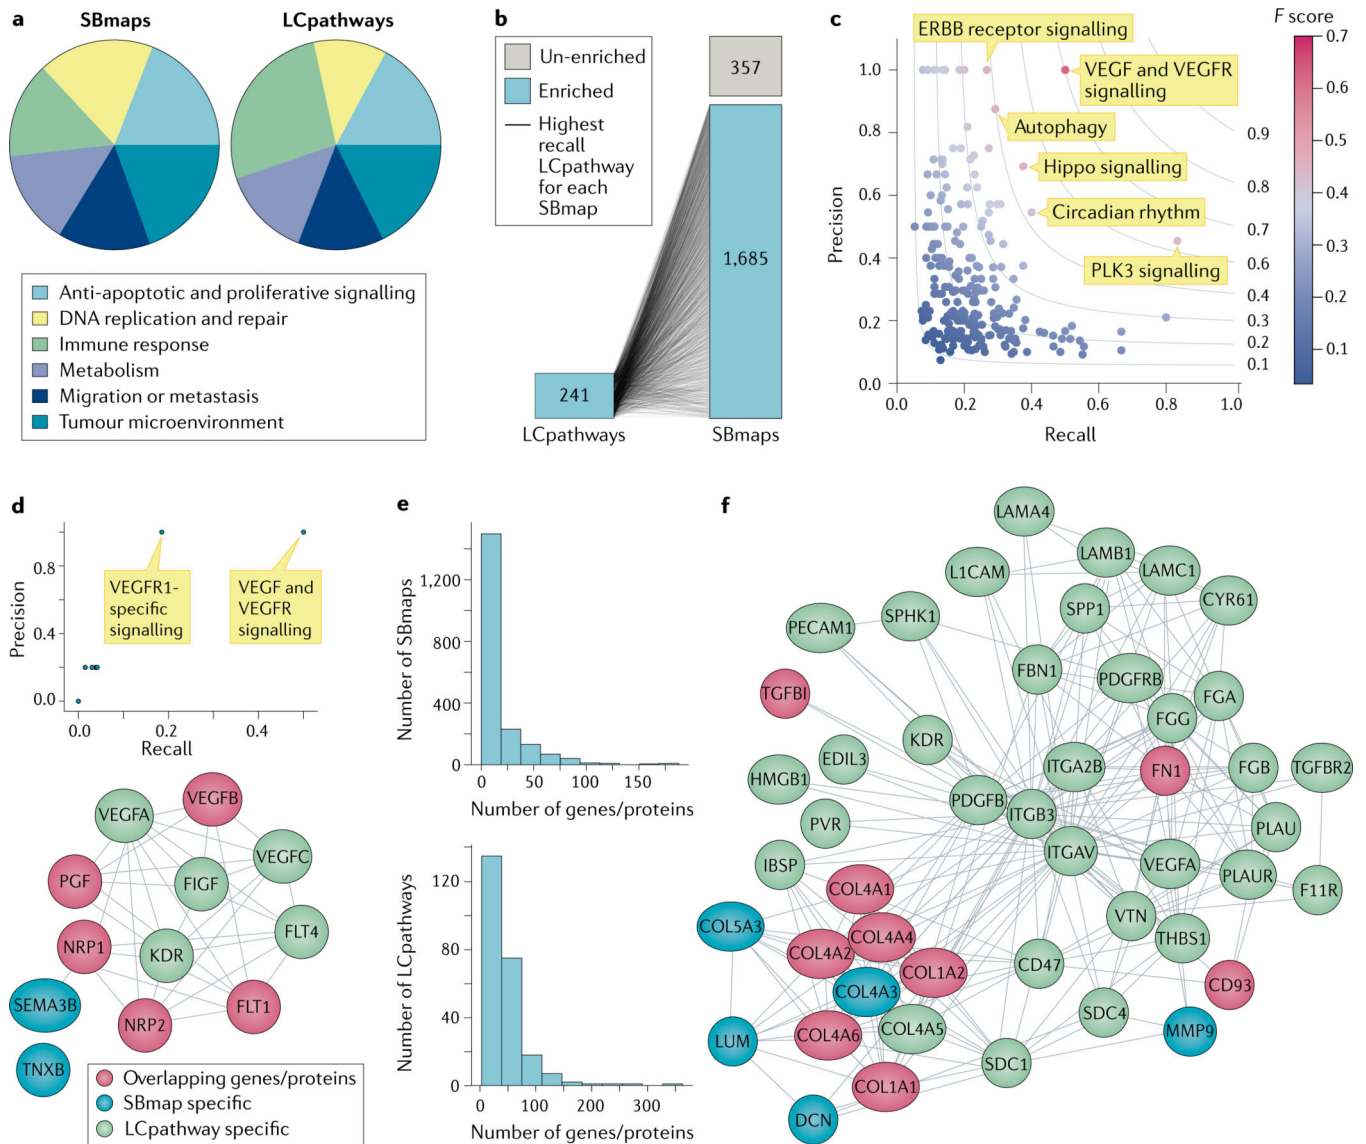 a
SBmaps
LCpathways
Anti-apoptotic and proliferative signalling
DNA replication and repair
Immune response
Metabolism
Migration or metastasis
Tumour microenvironment
b
Un-enriched
Enriched
Highest
recall
LCpathway
for each
SBmap
357
1,685
241
LCpathways
SBmaps
c
F score
ERBB receptor signalling
VEGF and VEGFR
signalling
Autophagy
Hippo signalling
Circadian rhythm
PLK3 signalling
Precision
1.0
0.8
0.6
0.4
0.2
0.0
0.0
0.2
0.4
0.6
0.8
1.0
Recall
0.9
0.8
0.7
0.6
0.4
0.3
0.2
0.1
0.7
0.6
0.5
0.4
0.3
0.2
0.1
d
Precision
0.8
0.4
0.0
VEGFR1-
specific
signalling
VEGF and
VEGFR
signalling
0.0
0.2
0.4
Recall
VEGFB
VEGFA
VEGFC
PGF
FIGF
FLT4
NRP1
KDR
SEMA3B
FLT1
NRP2
TNXB
Overlapping genes/proteins
SBmap specific
LCpathway specific
e
Number of SBmaps
1,200
800
400
0
0
50
100
150
Number of genes/proteins
Number of LCpathways
120
80
40
0
0
100
200
300
Number of genes/proteins
f
LAMA4
LAMB1
L1CAM
LAMC1
CYR61
SPP1
SPHK1
PECAM1
FBN1
PDGFRB
TGFBI
FGA
FGG
KDR
EDIL3
ITGA2B
FN1
FGB
TGFBR2
HMGB1
PDGFB
ITGB3
PVR
PLAU
ITGAV
IBSP
VEGFA
PLAUR
F11R
COL4A1
VTN
COL5A3
COL4A4
THBS1
COL4A2
CD47
COL1A2
CD93
COL4A3
SDC4
LUM
COL4A6
COL4A5
MMP9
SDC1
COL1A1
DCN